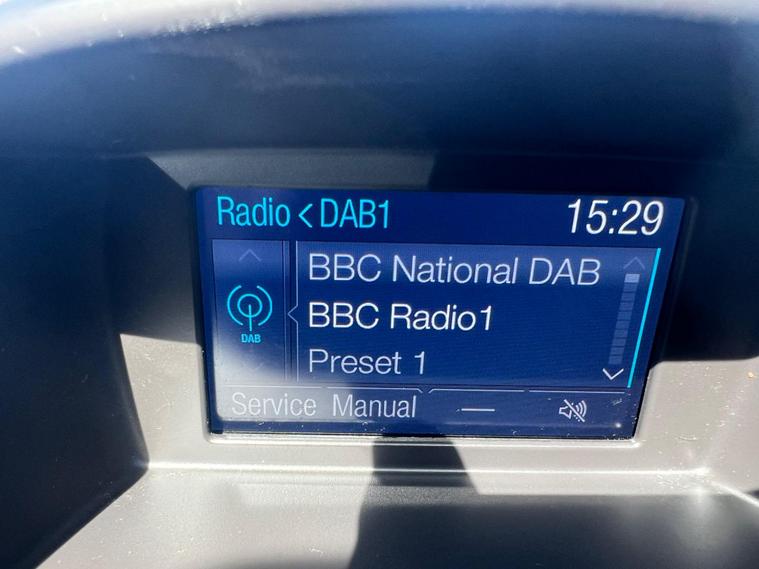 Radio < DAB1 15:29
BBC National DAB
BBC Radio1
DAB
Preset 1
Service Manual —